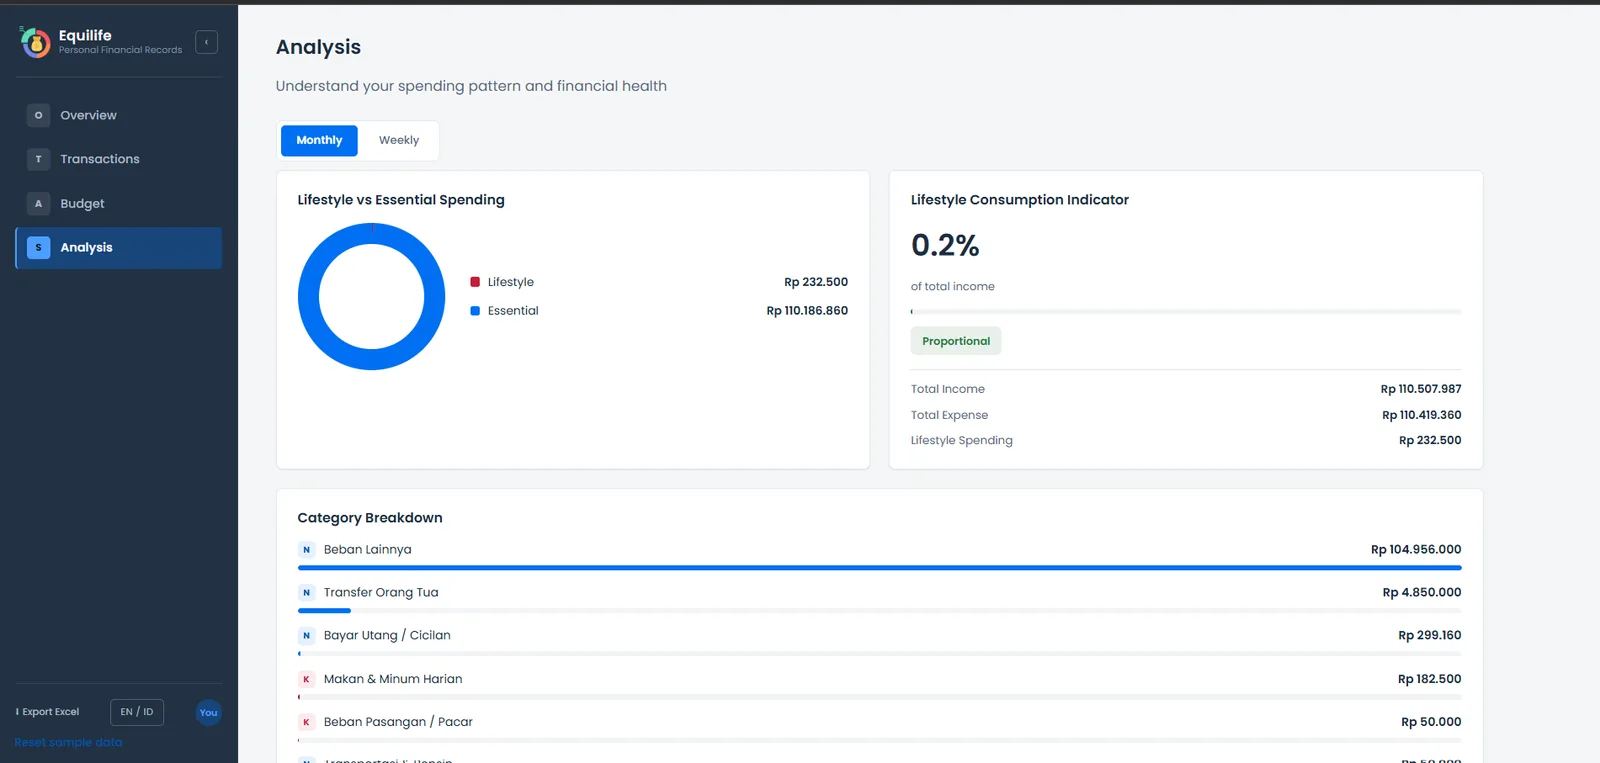 Equilife
Personal Financial Records
‹
O Overview
T Transactions
A Budget
S Analysis
Export Excel
EN / ID
You
Reset sample data
Analysis
Understand your spending pattern and financial health
Monthly Weekly
Lifestyle vs Essential Spending
Lifestyle Rp 232.500
Essential Rp 110.186.860
Lifestyle Consumption Indicator
0.2%
of total income
Proportional
Total Income Rp 110.507.987
Total Expense Rp 110.419.360
Lifestyle Spending Rp 232.500
Category Breakdown
N Beban Lainnya Rp 104.956.000
N Transfer Orang Tua Rp 4.850.000
N Bayar Utang / Cicilan Rp 299.160
K Makan & Minum Harian Rp 182.500
K Beban Pasangan / Pacar Rp 50.000